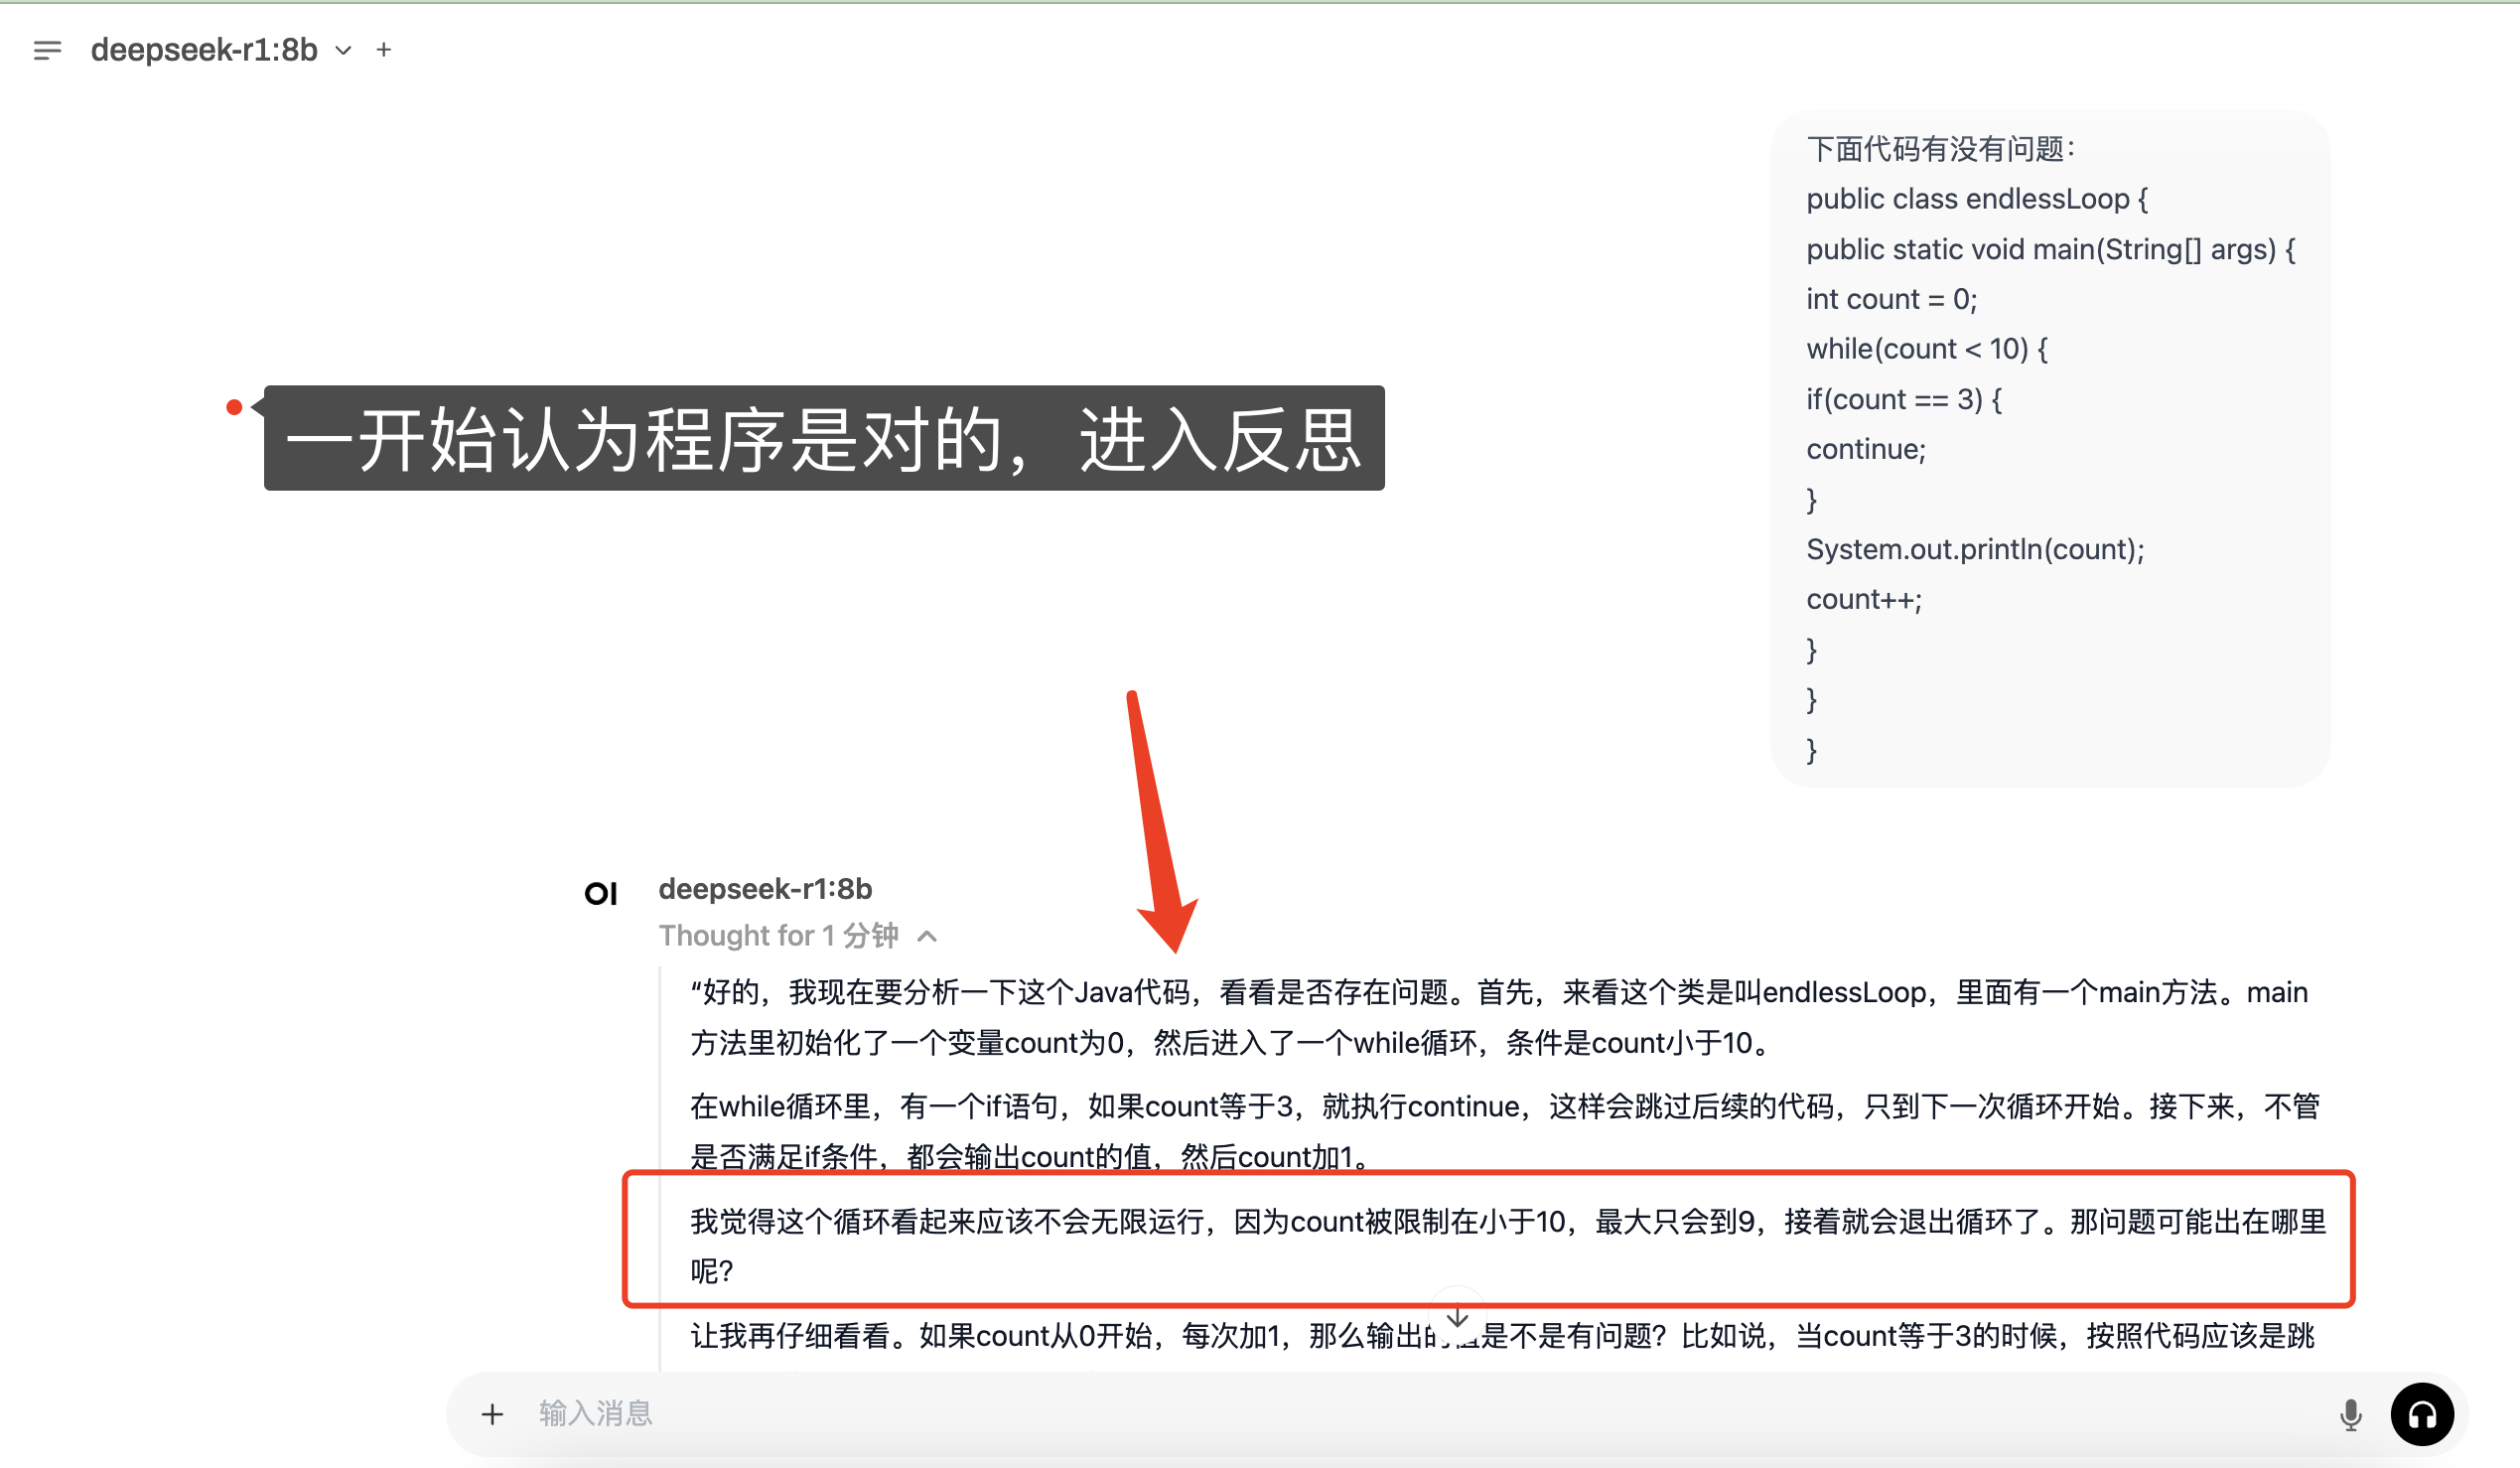 deepseek-r1:8b
下面代码有没有问题：
public class endlessLoop {
public static void main(String[] args) {
int count = 0;
while(count < 10) {
if(count == 3) {
continue;
}
System.out.println(count);
count++;
}
}
}
一开始认为程序是对的，进入反思
OI deepseek-r1:8b
Thought for 1 分钟
“好的，我现在要分析一下这个Java代码，看看是否存在问题。首先，来看这个类是叫endlessLoop，里面有一个main方法。main
方法里初始化了一个变量count为0，然后进入了一个while循环，条件是count小于10。
在while循环里，有一个if语句，如果count等于3，就执行continue，这样会跳过后续的代码，只到下一次循环开始。接下来，不管
是否满足if条件，都会输出count的值，然后count加1。
我觉得这个循环看起来应该不会无限运行，因为count被限制在小于10，最大只会到9，接着就会退出循环了。那问题可能出在哪里
呢？
让我再仔细看看。如果count从0开始，每次加1，那么输出的值是不是有问题？比如说，当count等于3的时候，按照代码应该是跳
输入消息